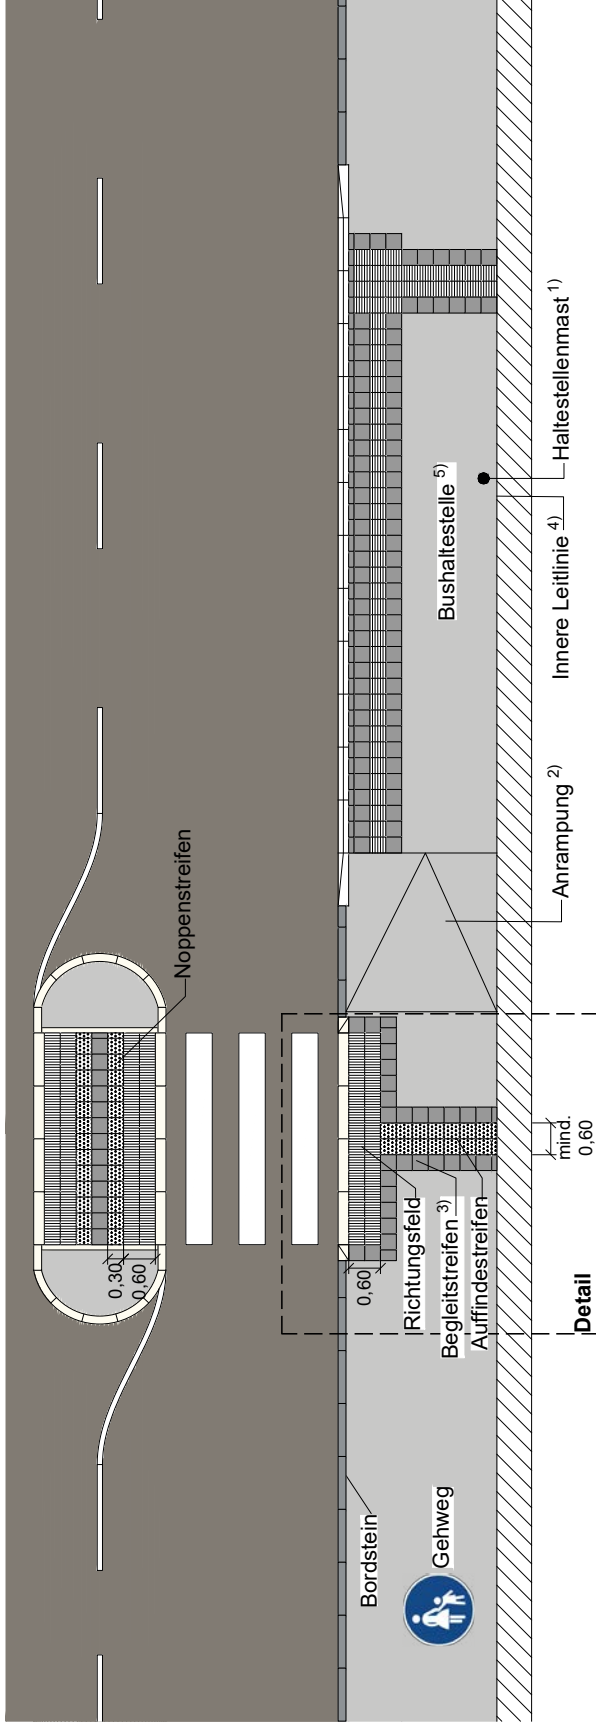 Noppenstreifen
0,30
0,60
0,60
Richtungsfeld
Begleitstreifen 3)
Auffindestreifen
mind.
0,60
Detail
Bordstein
Gehweg
Anrampung 2)
Bushaltestelle 5)
Innere Leitlinie 4)
Haltestellenmast 1)